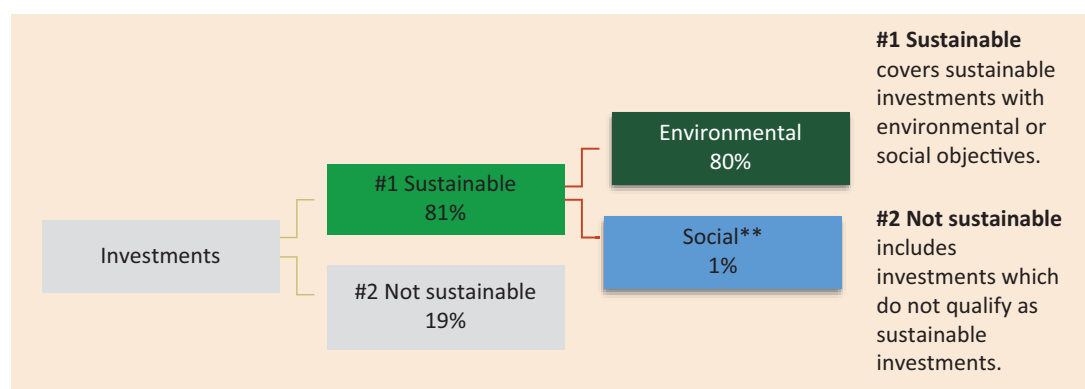 Investments
#1 Sustainable
81%
#2 Not sustainable
19%
Environmental
80%
Social**
1%
#1 Sustainable
covers sustainable
investments with
environmental or
social objectives.
#2 Not sustainable
includes
investments which
do not qualify as
sustainable
investments.